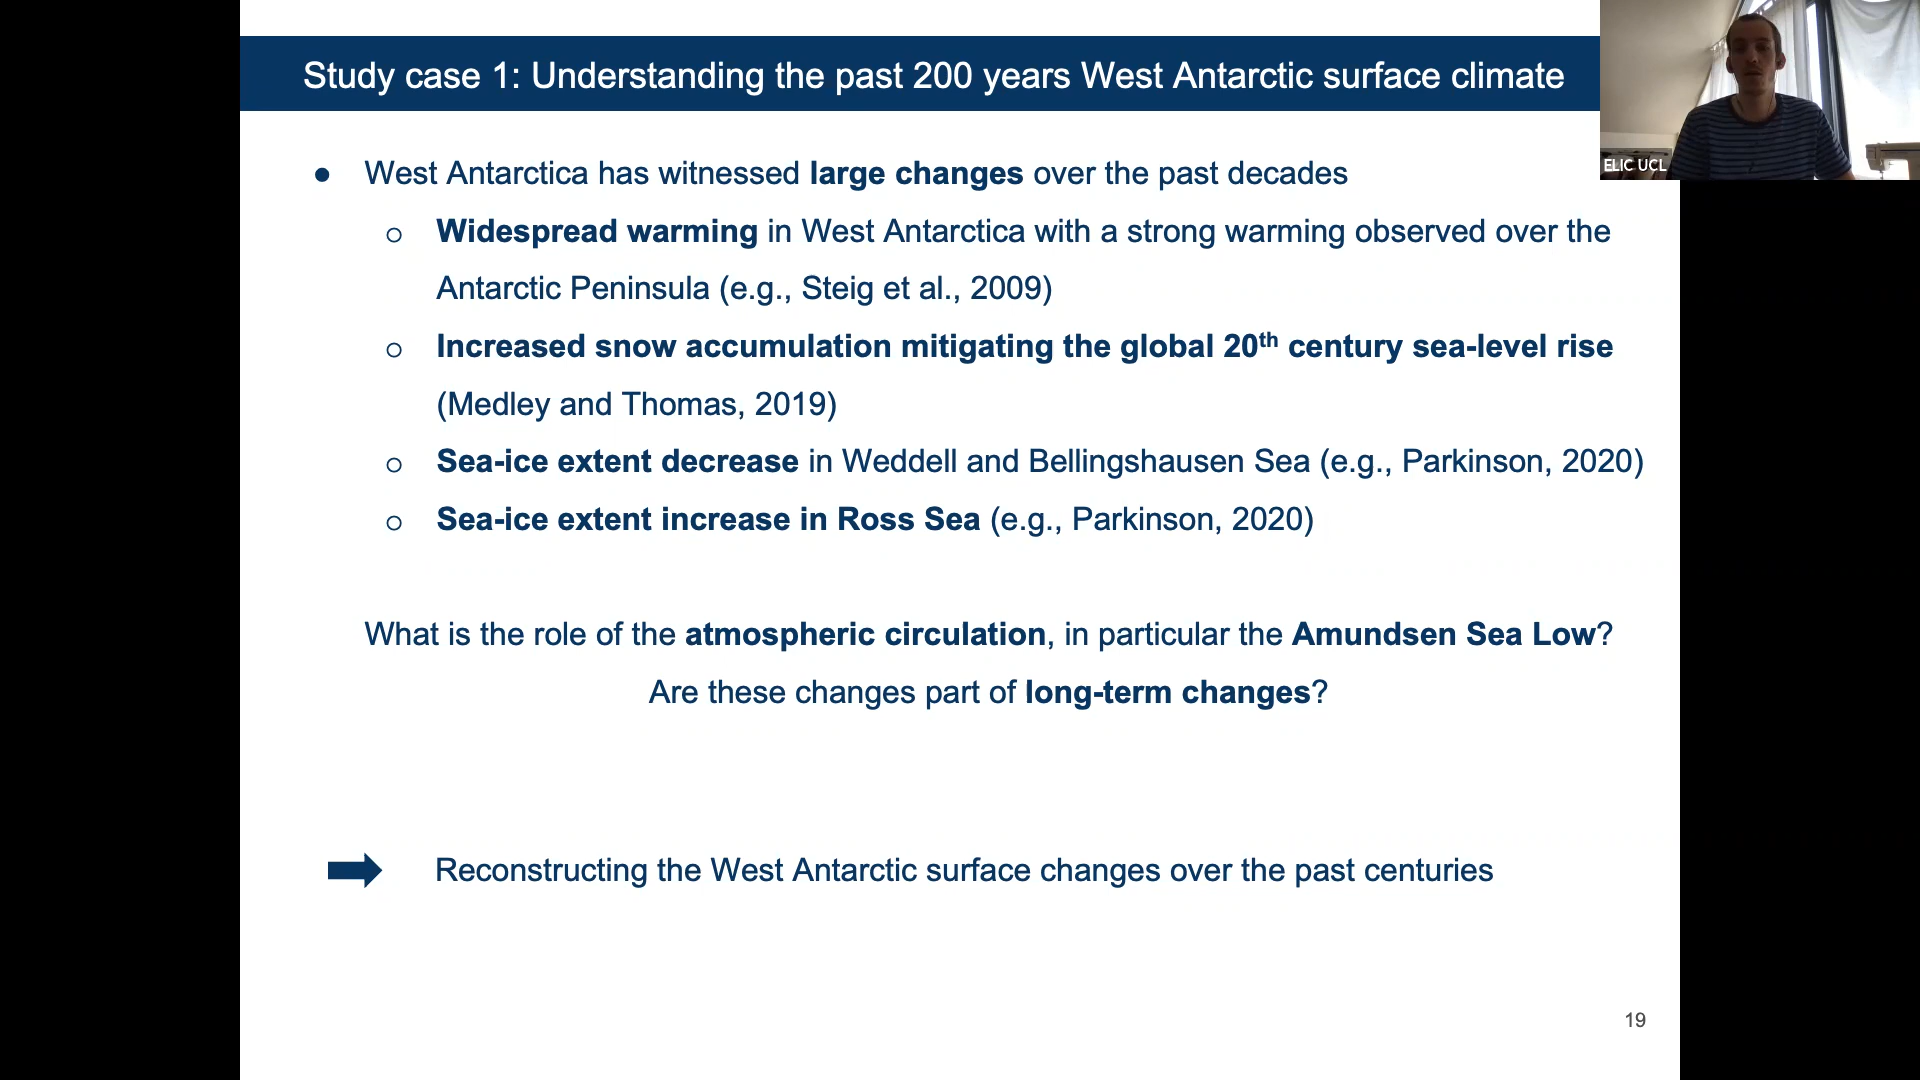 Study case 1: Understanding the past 200 years West Antarctic surface climate
ELIC UCL
● West Antarctica has witnessed large changes over the past decades
○ Widespread warming in West Antarctica with a strong warming observed over the
Antarctic Peninsula (e.g., Steig et al., 2009)
○ Increased snow accumulation mitigating the global 20th century sea-level rise
(Medley and Thomas, 2019)
○ Sea-ice extent decrease in Weddell and Bellingshausen Sea (e.g., Parkinson, 2020)
○ Sea-ice extent increase in Ross Sea (e.g., Parkinson, 2020)
What is the role of the atmospheric circulation, in particular the Amundsen Sea Low?
Are these changes part of long-term changes?
Reconstructing the West Antarctic surface changes over the past centuries
19